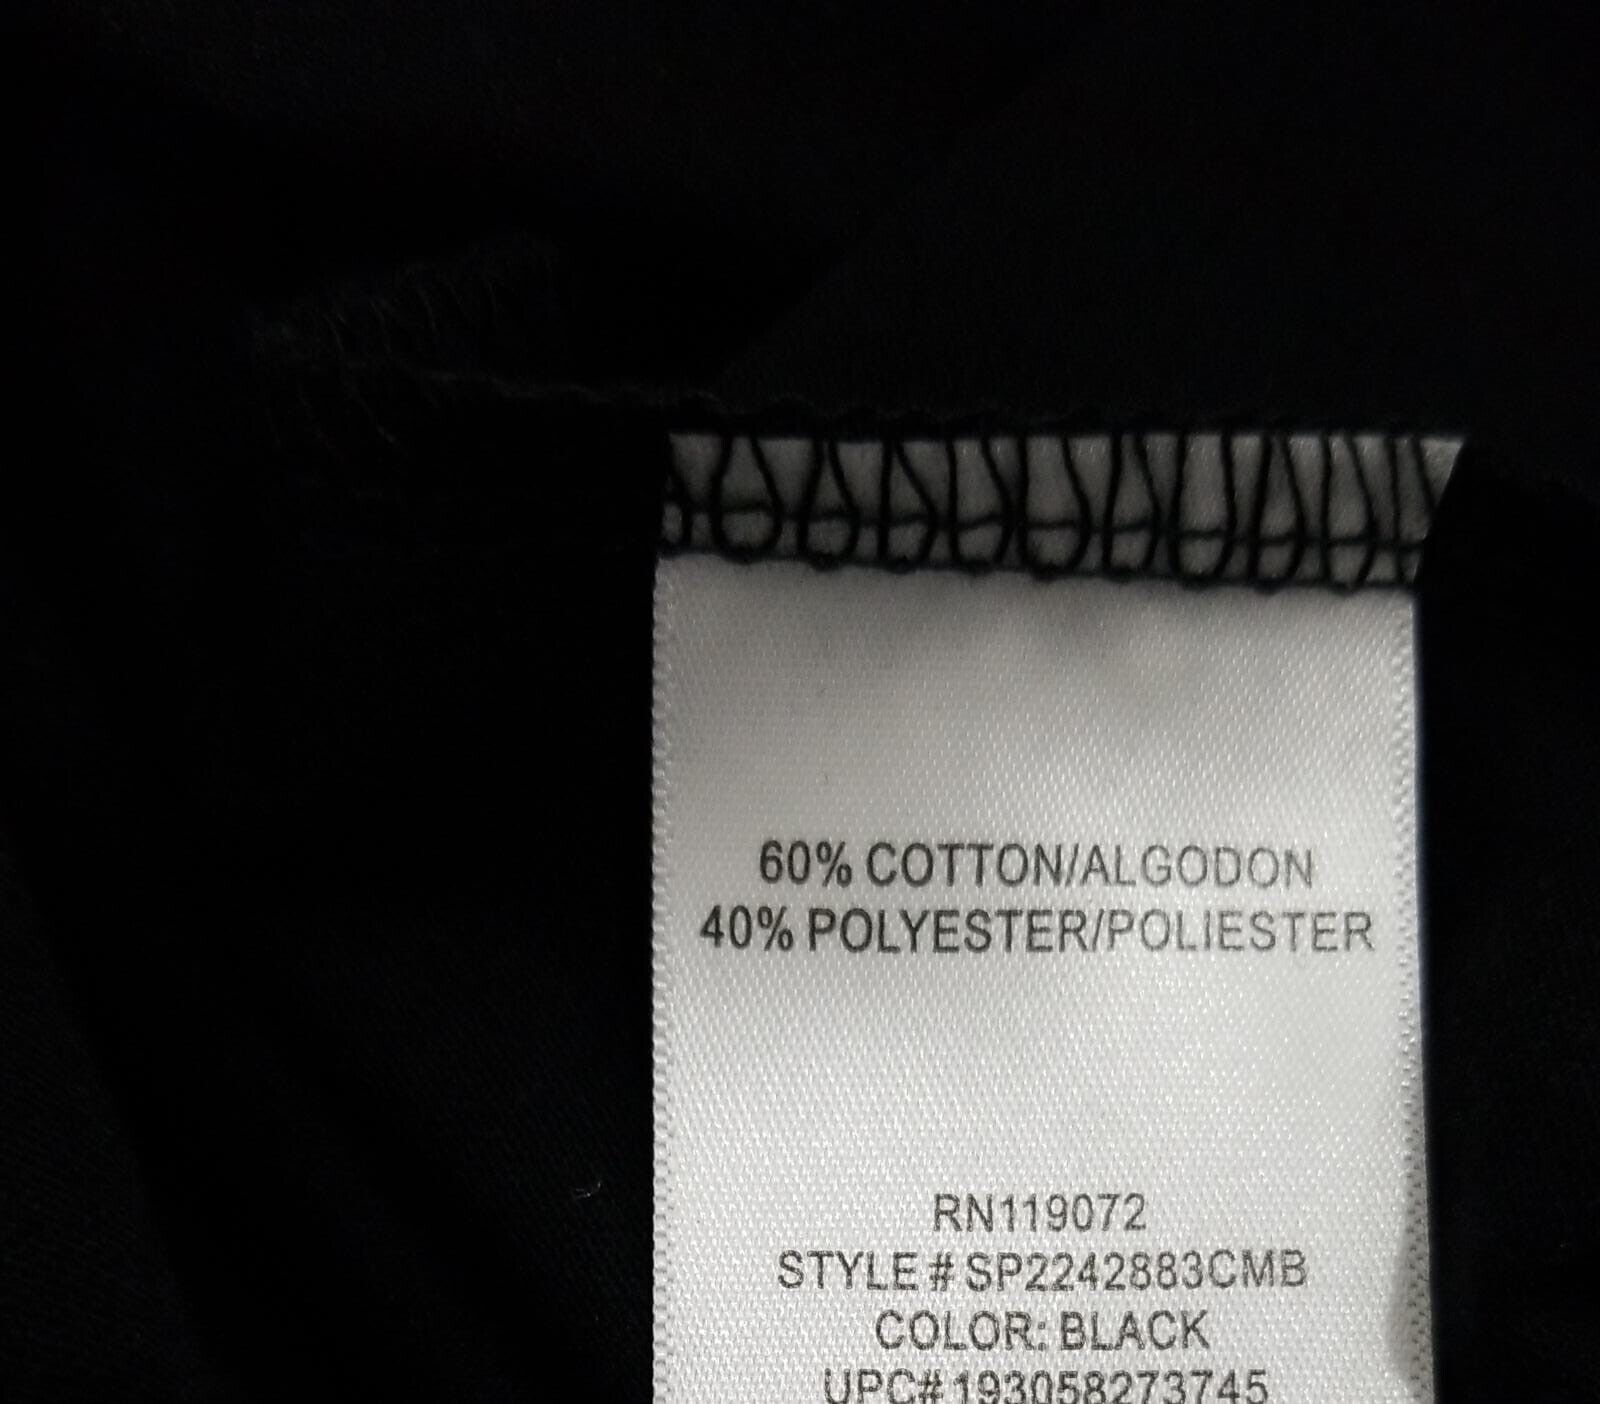 60% COTTON/ALGODON
40% POLYESTER/POLIESTER
RN119072
STYLE # SP2242883CMB
COLOR: BLACK
UPC# 193058273745